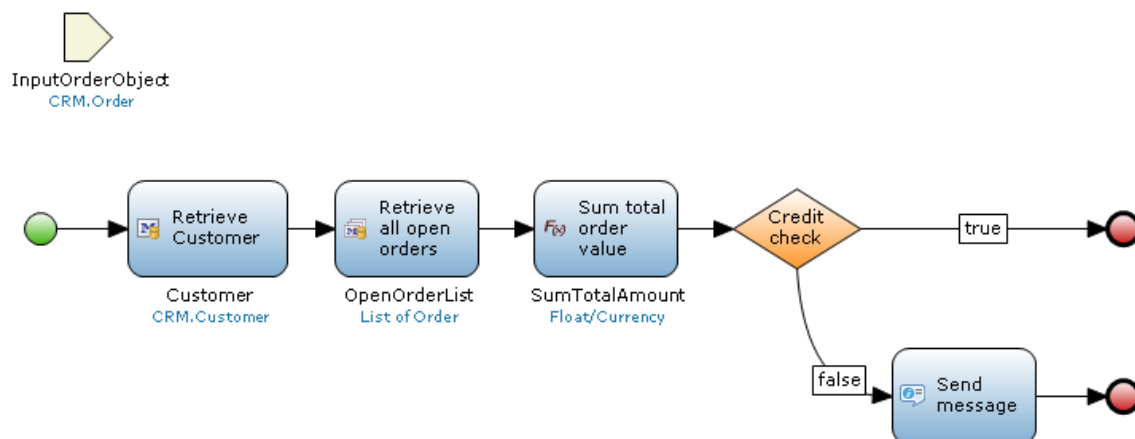 InputOrderObject
CRM.Order
Retrieve
Customer
Customer
CRM.Customer
Retrieve
all open
orders
OpenOrderList
List of Order
F(x)
Sum total
order
value
SumTotalAmount
Float/Currency
Credit
check
true
false
Send
message